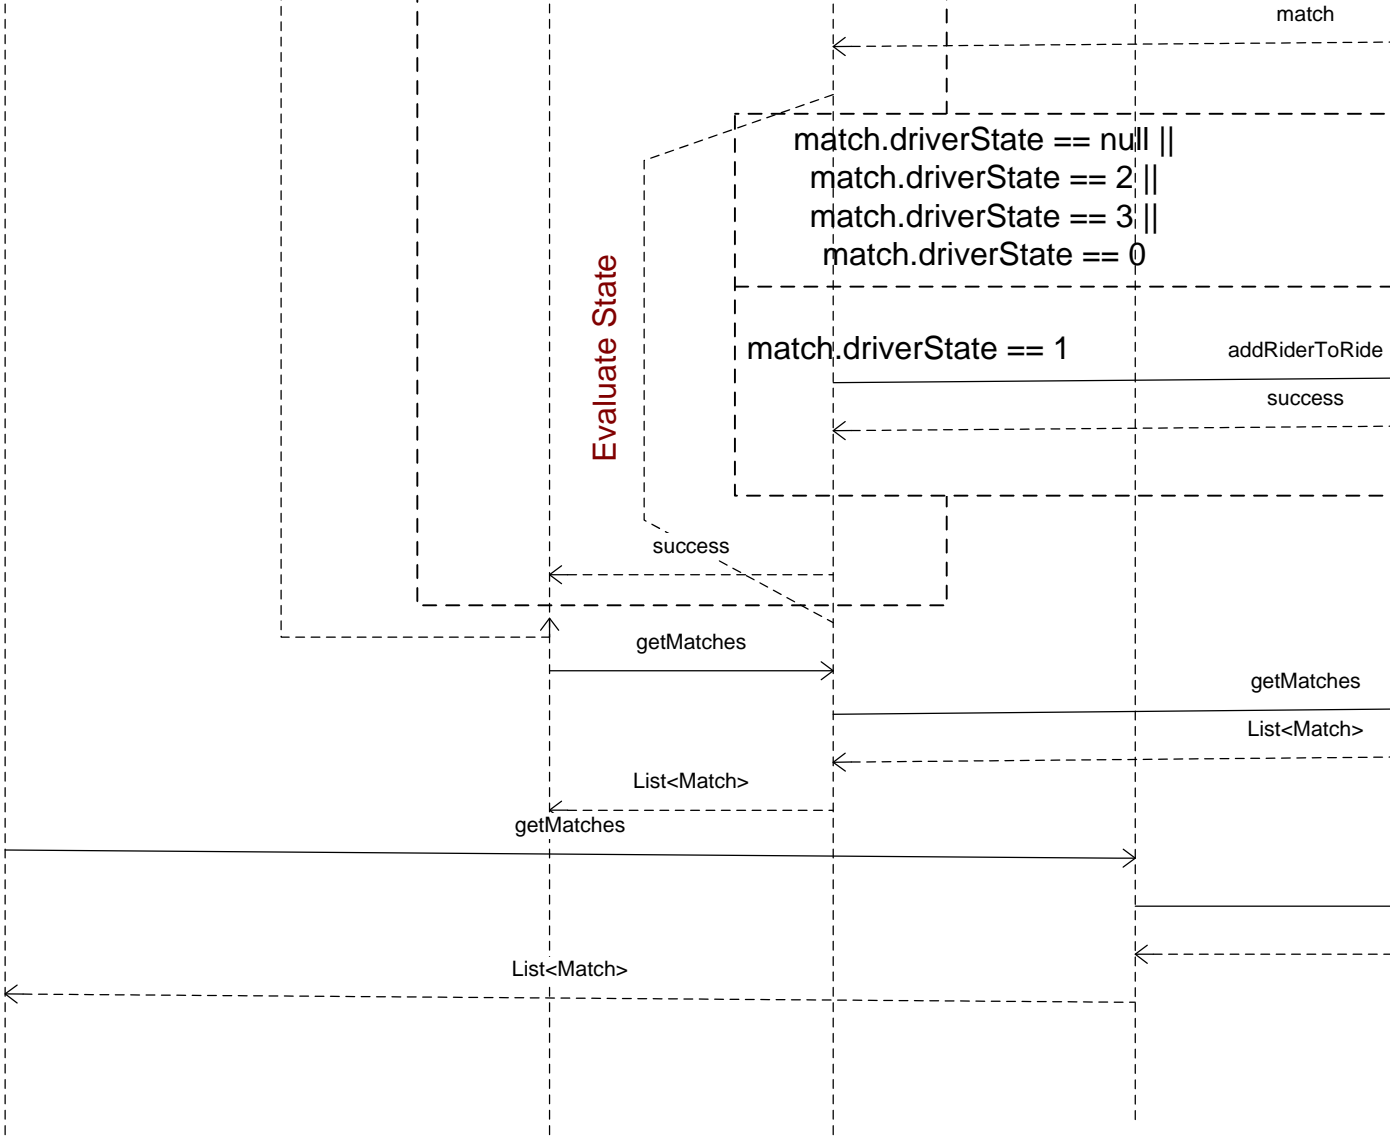 match
match.driverState == null ||
match.driverState == 2 ||
match.driverState == 3 ||
match.driverState == 0
Evaluate State
match.driverState == 1
addRiderToRide
success
success
getMatches
getMatches
List<Match>
List<Match>
getMatches
List<Match>